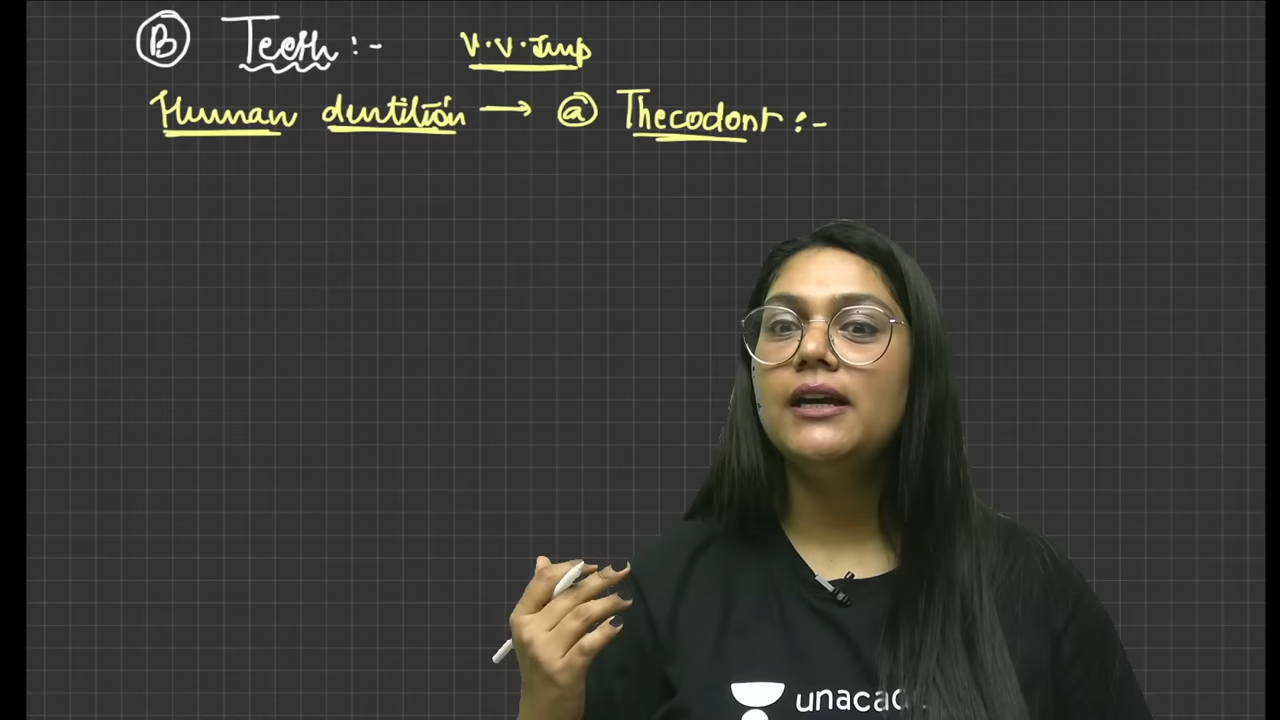 B Teeth :- V.V.Imp
Human dentition → a Thecodont :-
unacad